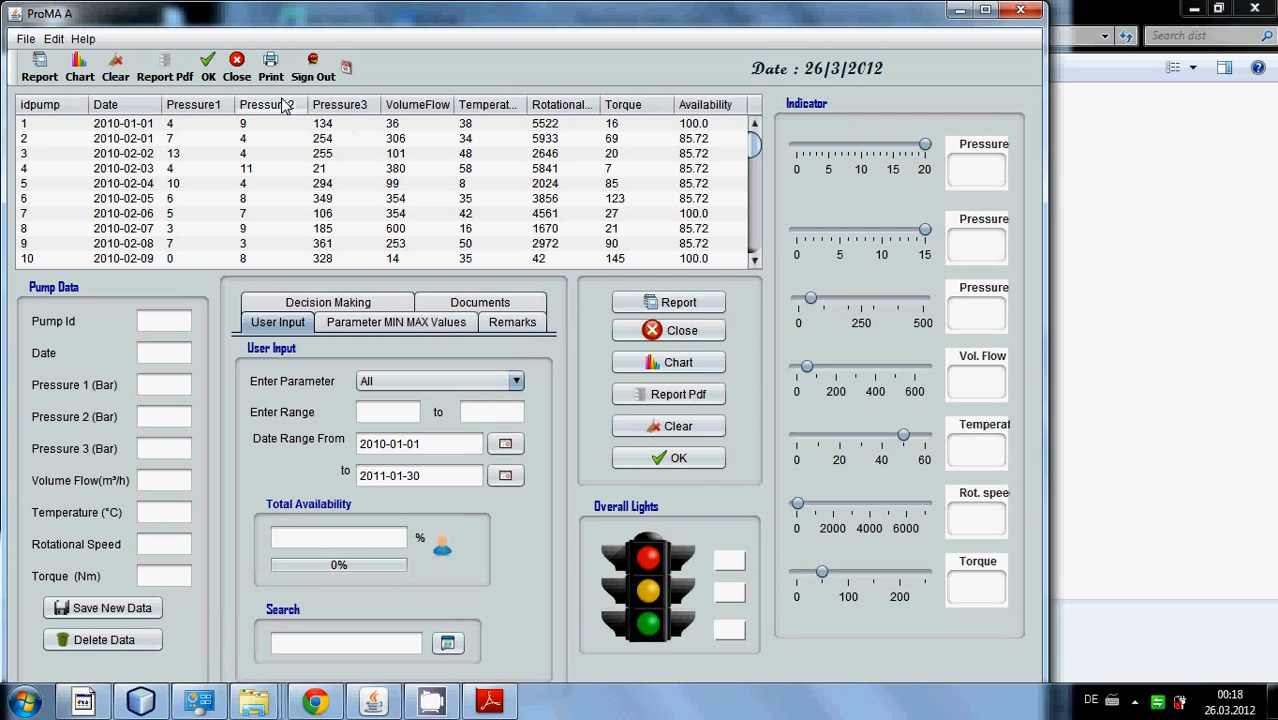 ProMA A
Search dist
File Edit Help
Report Chart Clear Report Pdf OK Close Print Sign Out
Date : 26/3/2012
idpump Date Pressure1 Pressure2 Pressure3 VolumeFlow Temperat... Rotational... Torque Availability
1 2010-01-01 4 9 134 36 38 5522 16 100.0
2 2010-02-01 7 4 254 306 34 5933 69 85.72
3 2010-02-02 13 4 255 101 48 2646 20 85.72
4 2010-02-03 4 11 21 380 58 5841 7 85.72
5 2010-02-04 10 4 294 99 8 2024 85 85.72
6 2010-02-05 6 8 349 354 35 3856 123 85.72
7 2010-02-06 5 7 106 354 42 4561 27 100.0
8 2010-02-07 3 9 185 600 16 1670 21 85.72
9 2010-02-08 7 3 361 253 50 2972 90 85.72
10 2010-02-09 0 8 328 14 35 42 145 100.0
Indicator
Pressure
0 5 10 15 20
Pressure
0 5 10 15
Pressure
0 250 500
Vol. Flow
0 200 400 600
Temperat
0 20 40 60
Rot. spee
0 2000 4000 6000
Torque
0 100 200
Pump Data
Pump Id
Date
Pressure 1 (Bar)
Pressure 2 (Bar)
Pressure 3 (Bar)
Volume Flow(m³/h)
Temperature (°C)
Rotational Speed
Torque (Nm)
Save New Data
Delete Data
Decision Making Documents
User Input Parameter MIN MAX Values Remarks
User Input
Enter Parameter All
Enter Range to
Date Range From 2010-01-01
to 2011-01-30
Total Availability
%
0%
Search
Report
Close
Chart
Report Pdf
Clear
OK
Overall Lights
DE
00:18
26.03.2012